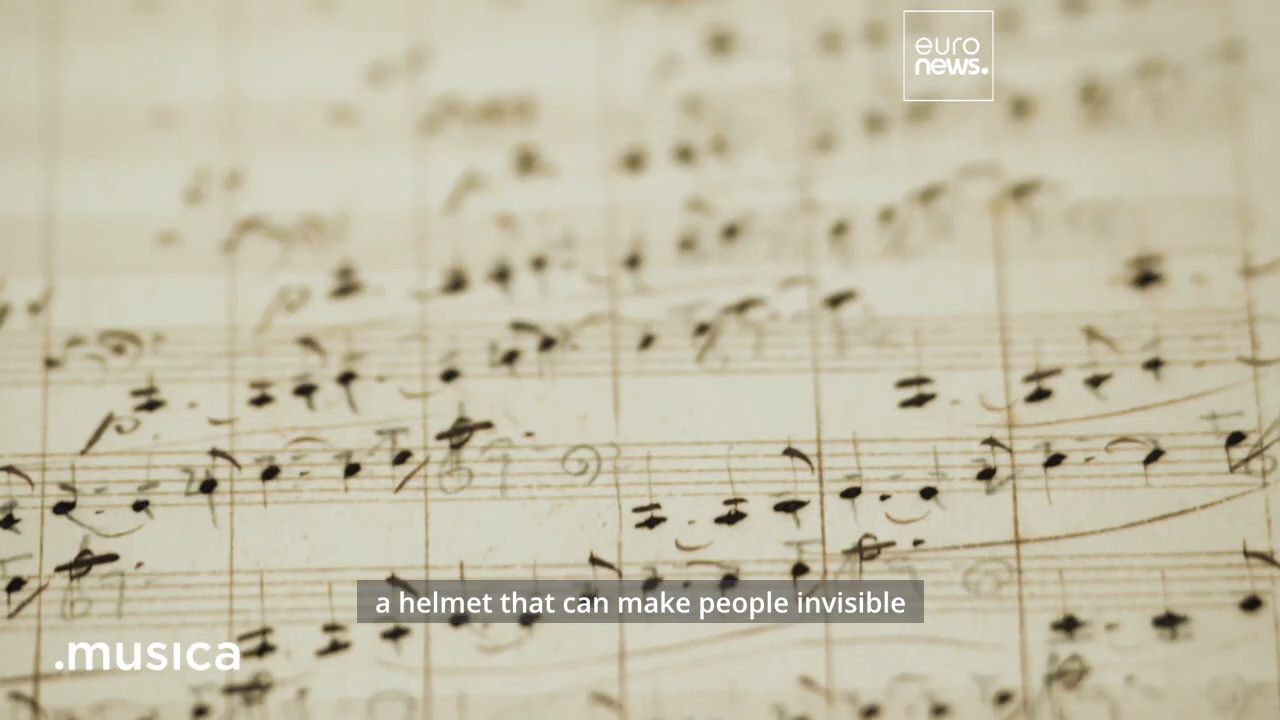 euro
news.
a helmet that can make people invisible
.musica